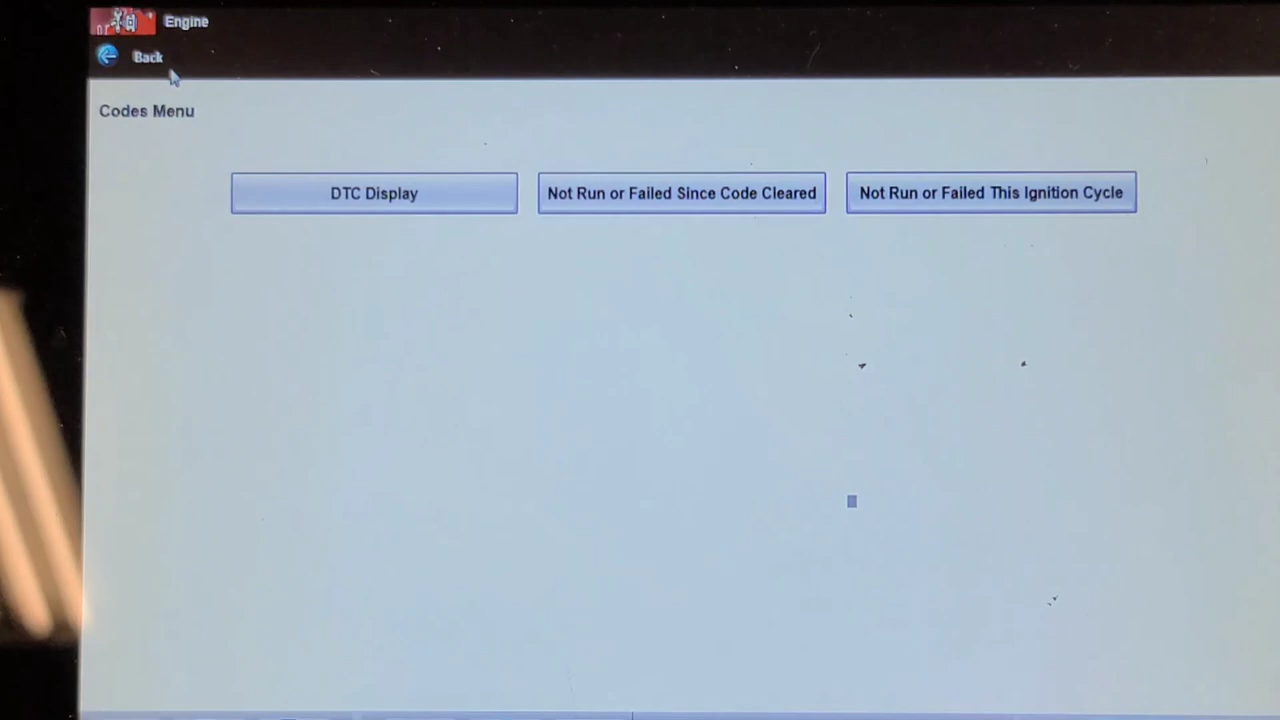 Engine
Back
Codes Menu
DTC Display
Not Run or Failed Since Code Cleared
Not Run or Failed This Ignition Cycle